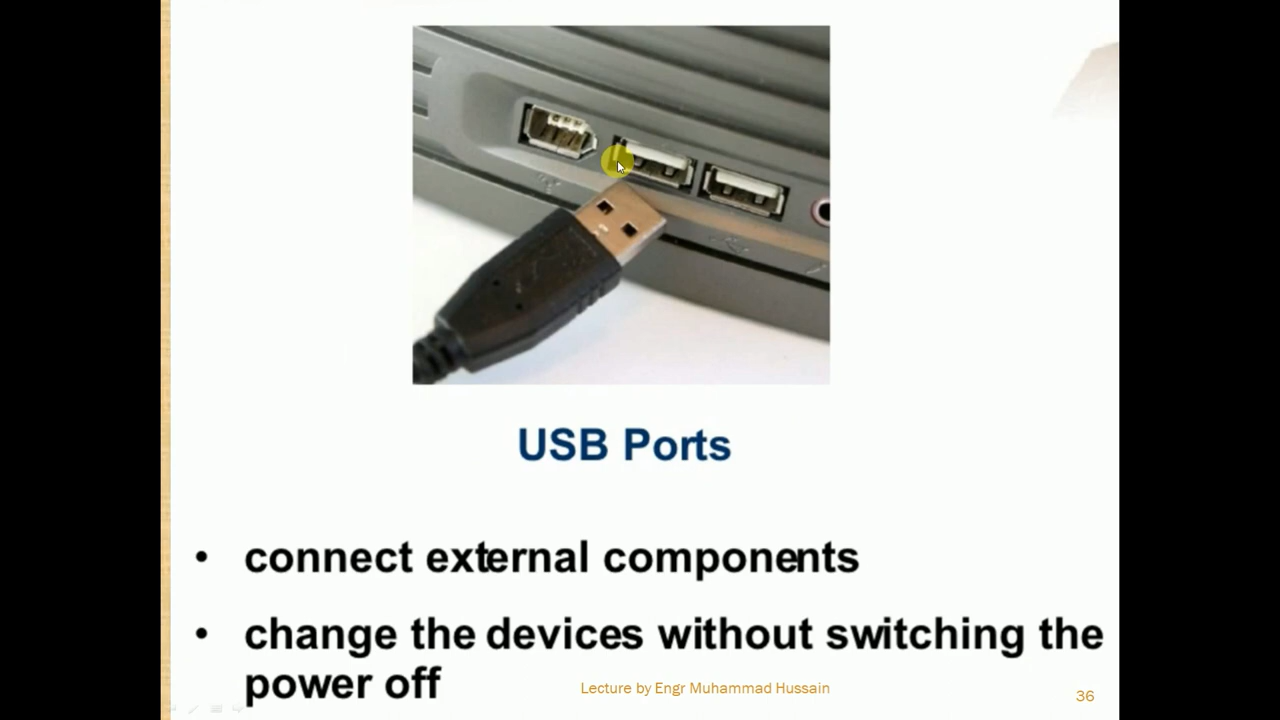 USB Ports
• connect external components
• change the devices without switching the
power off
Lecture by Engr Muhammad Hussain
36